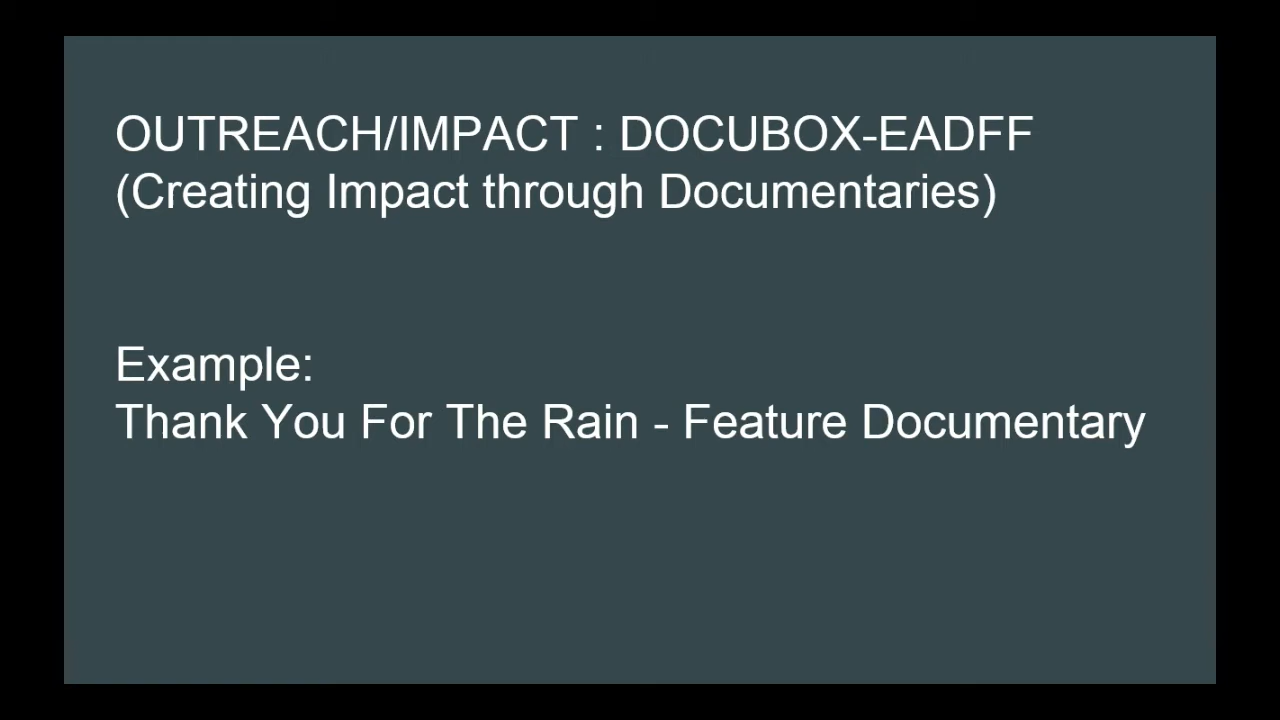 OUTREACH/IMPACT : DOCUBOX-EADFF
(Creating Impact through Documentaries)
Example:
Thank You For The Rain - Feature Documentary